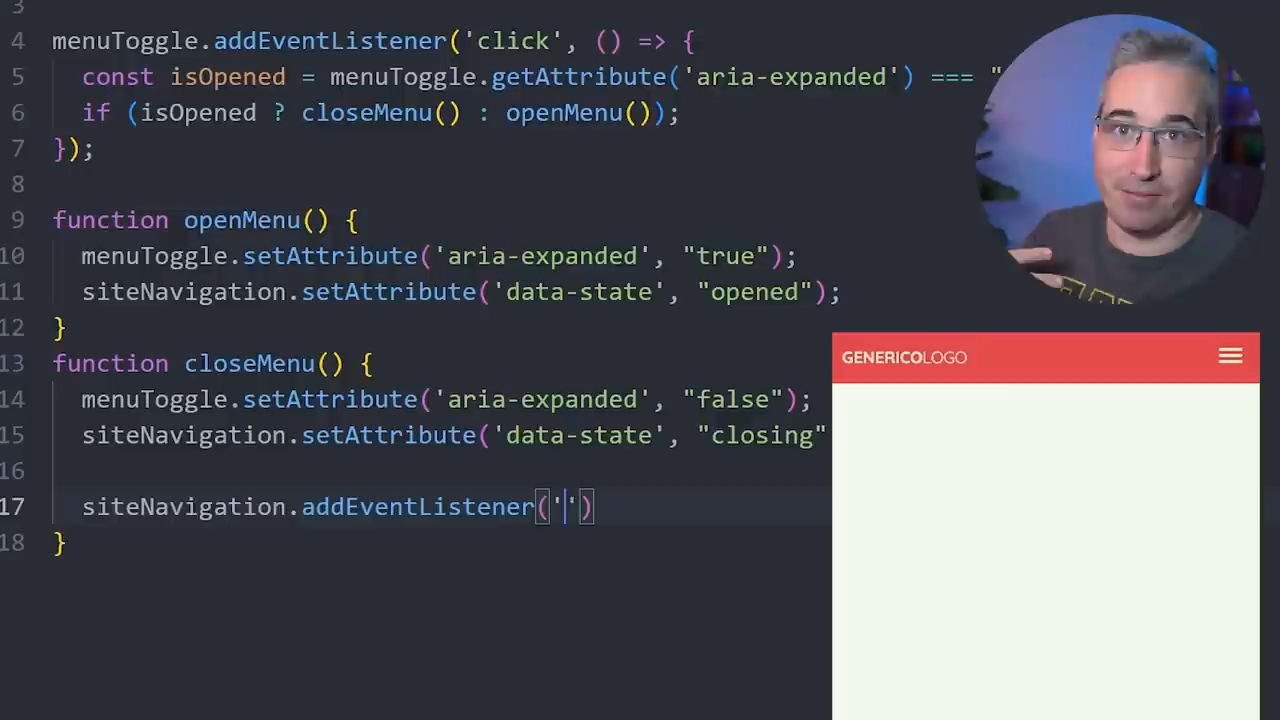 3
4 menuToggle.addEventListener('click', () => {
5 const isOpened = menuToggle.getAttribute('aria-expanded') === "
6 if (isOpened ? closeMenu() : openMenu());
7 });
8
9 function openMenu() {
10 menuToggle.setAttribute('aria-expanded', "true");
11 siteNavigation.setAttribute('data-state', "opened");
12 }
13 function closeMenu() {
14 menuToggle.setAttribute('aria-expanded', "false");
15 siteNavigation.setAttribute('data-state', "closing"
16
17 siteNavigation.addEventListener('')
18 }
GENERICOLOGO